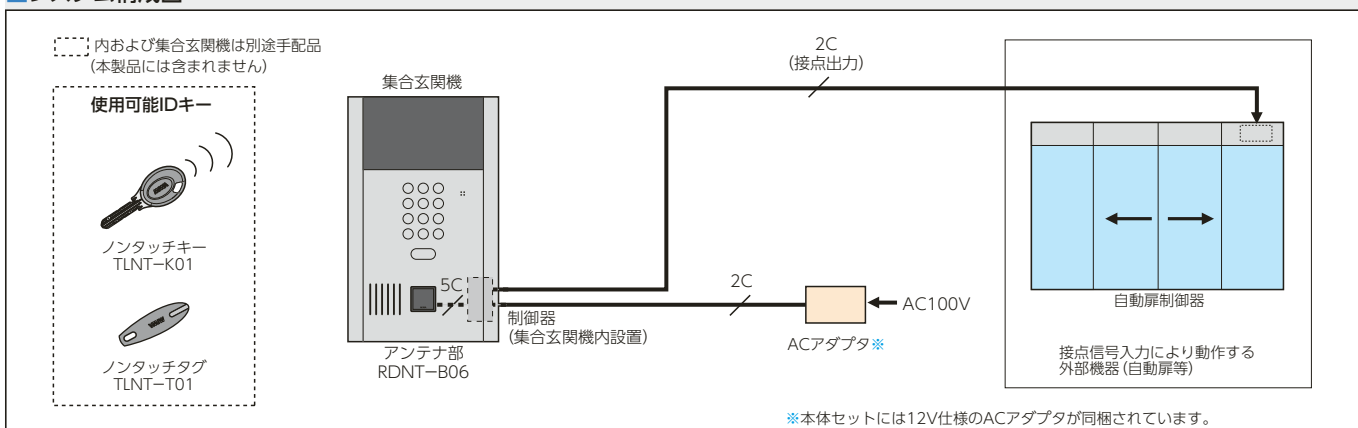 ■システム構成図
内および集合玄関機は別途手配品
(本製品には含まれません)
使用可能IDキー
ノンタッチキー
TLNT−K01
ノンタッチタグ
TLNT−T01
集合玄関機
5C
制御器
(集合玄関機内設置)
アンテナ部
RDNT−B06
2C
(接点出力)
2C
AC100V
ACアダプタ※
自動扉制御器
接点信号入力により動作する
外部機器(自動扉等)
※本体セットには12V仕様のACアダプタが同梱されています。